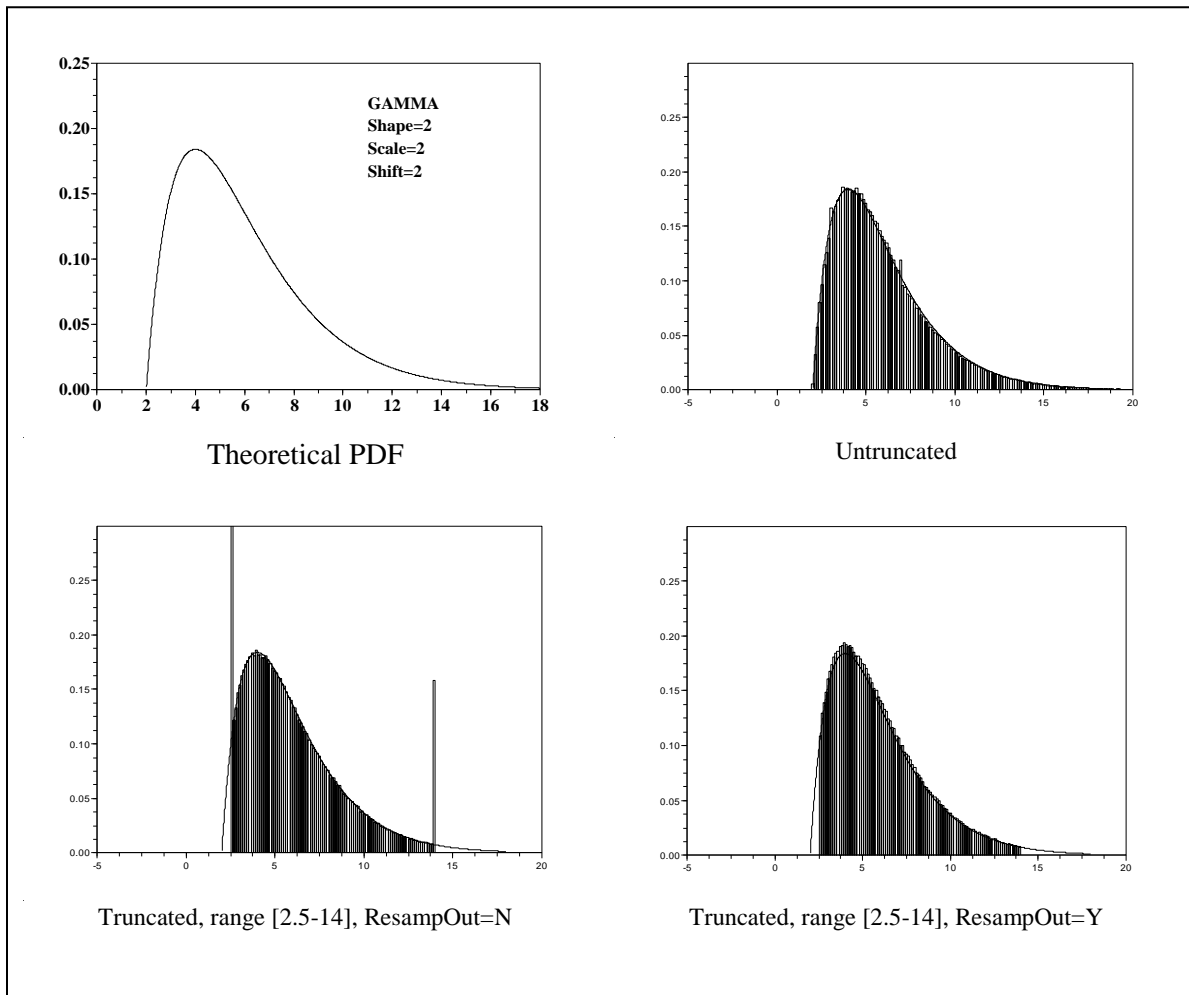 0.25
0.20
0.15
0.10
0.05
0.00
0 2 4 6 8 10 12 14 16 18
GAMMA
Shape=2
Scale=2
Shift=2
Theoretical PDF
0.25
0.20
0.15
0.10
0.05
0.00
-5 0 5 10 15 20
Untruncated
0.25
0.20
0.15
0.10
0.05
0.00
-5 0 5 10 15 20
Truncated, range [2.5-14], ResampOut=N
0.25
0.20
0.15
0.10
0.05
0.00
-5 0 5 10 15 20
Truncated, range [2.5-14], ResampOut=Y